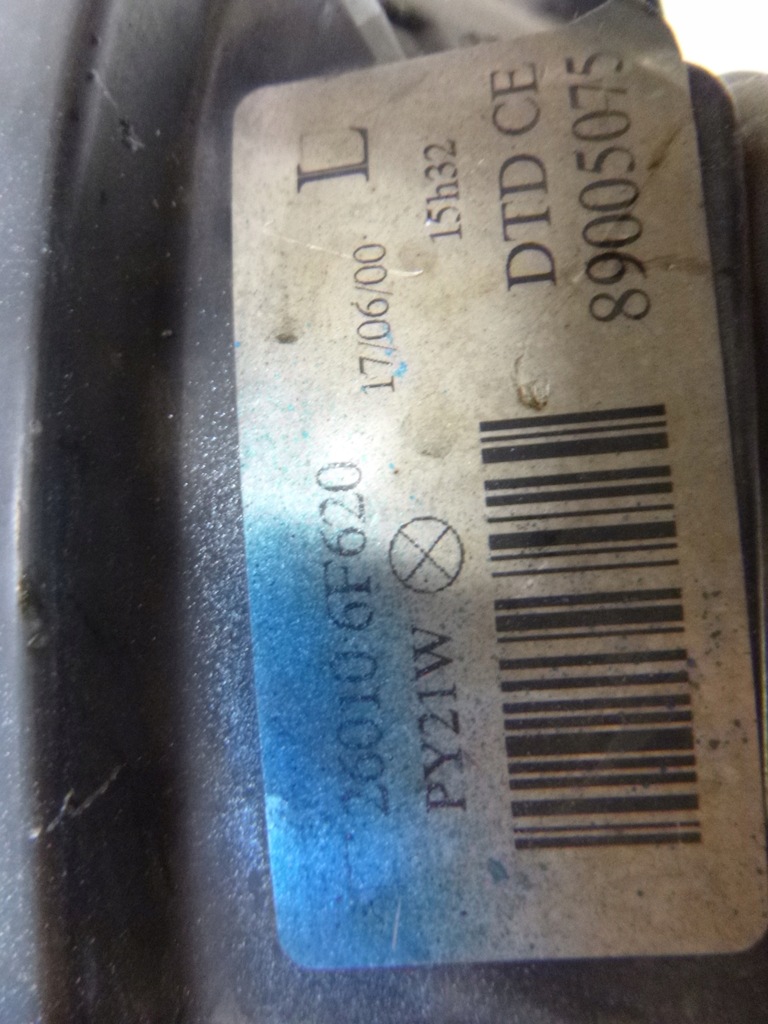 26010 6F620 L
17/06/00
PY21W 15h32
DTD CE
89005075